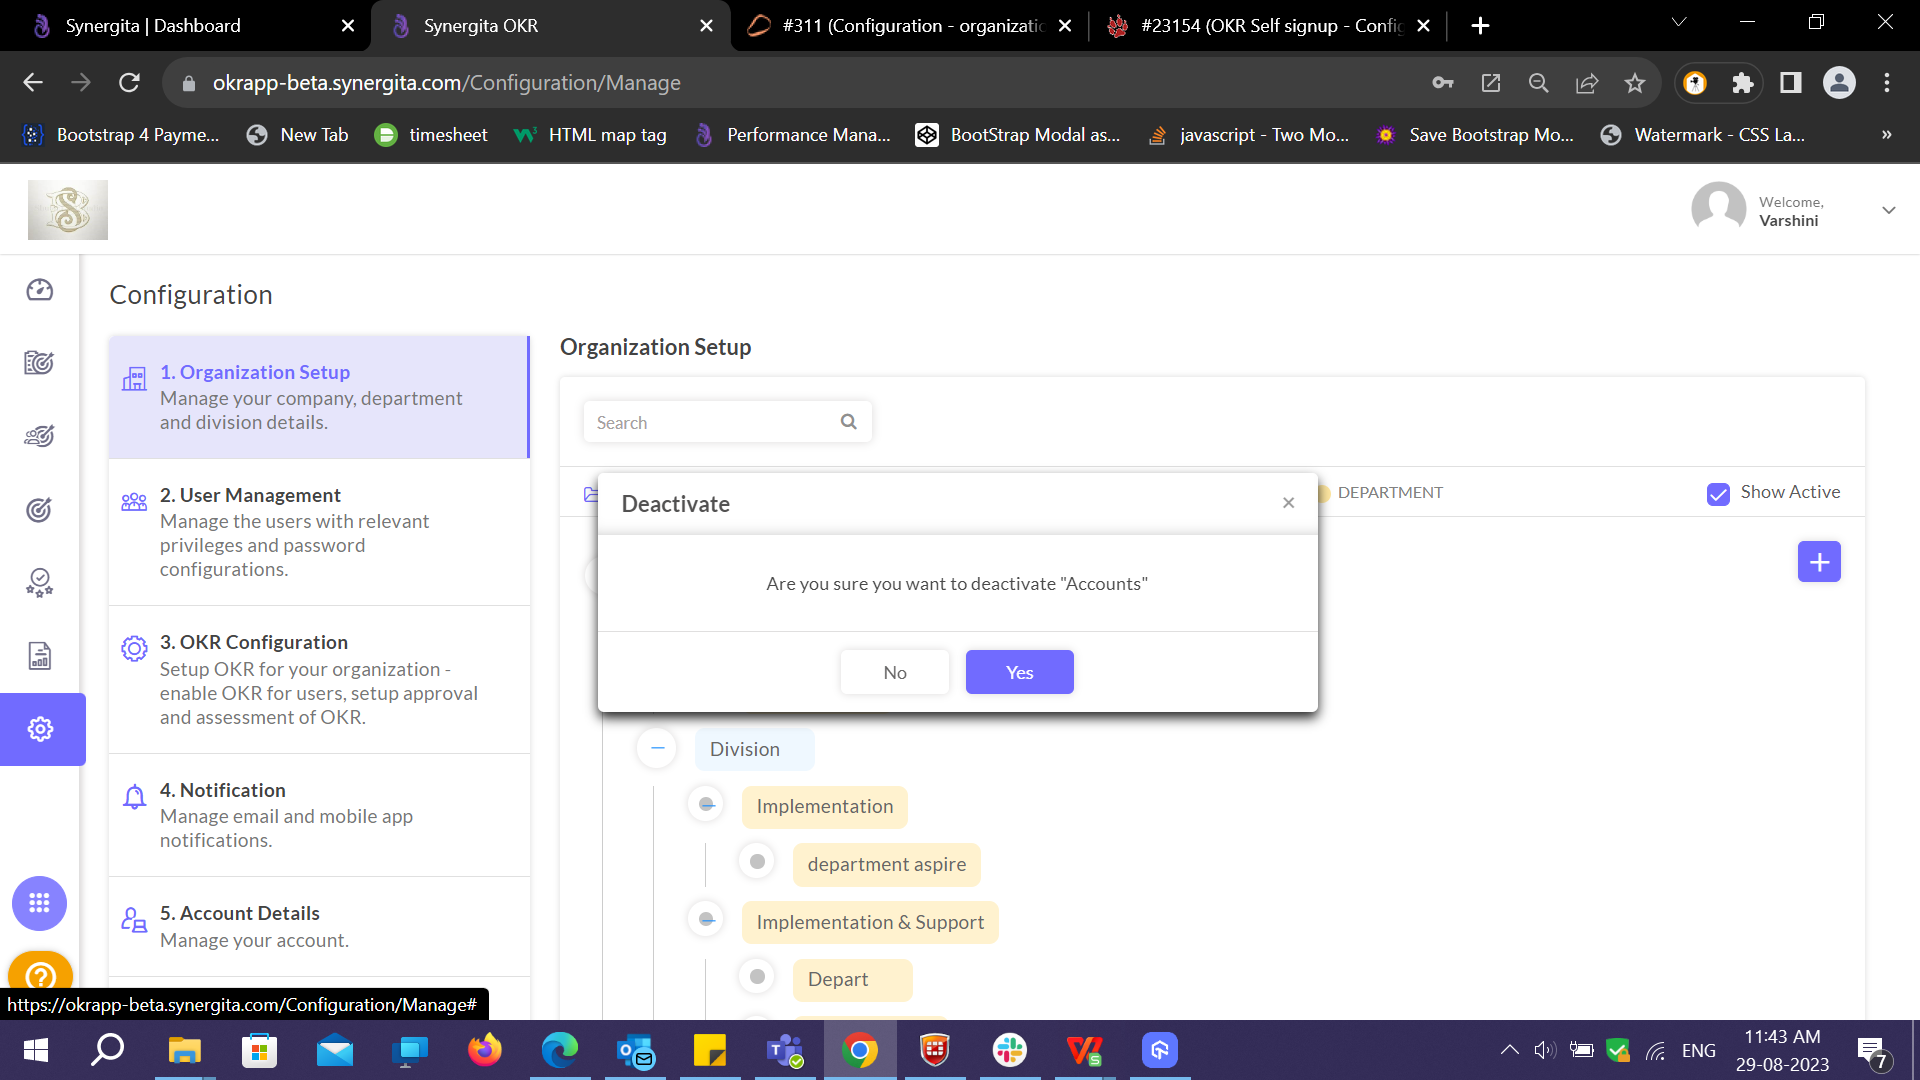 Synergita | Dashboard
Synergita OKR
#311 (Configuration - organizatio
#23154 (OKR Self signup - Config
okrapp-beta.synergita.com/Configuration/Manage
Bootstrap 4 Payme...
New Tab
timesheet
HTML map tag
Performance Mana...
BootStrap Modal as...
javascript - Two Mo...
Save Bootstrap Mo...
Watermark - CSS La...
»
Welcome,
Varshini
Configuration
1. Organization Setup
Manage your company, department
and division details.
2. User Management
Manage the users with relevant
privileges and password
configurations.
3. OKR Configuration
Setup OKR for your organization -
enable OKR for users, setup approval
and assessment of OKR.
4. Notification
Manage email and mobile app
notifications.
5. Account Details
Manage your account.
Organization Setup
Search
DEPARTMENT
Show Active
Deactivate
×
Are you sure you want to deactivate "Accounts"
No
Yes
Division
Implementation
department aspire
Implementation & Support
Depart
https://okrapp-beta.synergita.com/Configuration/Manage#
ENG
11:43 AM
29-08-2023
7